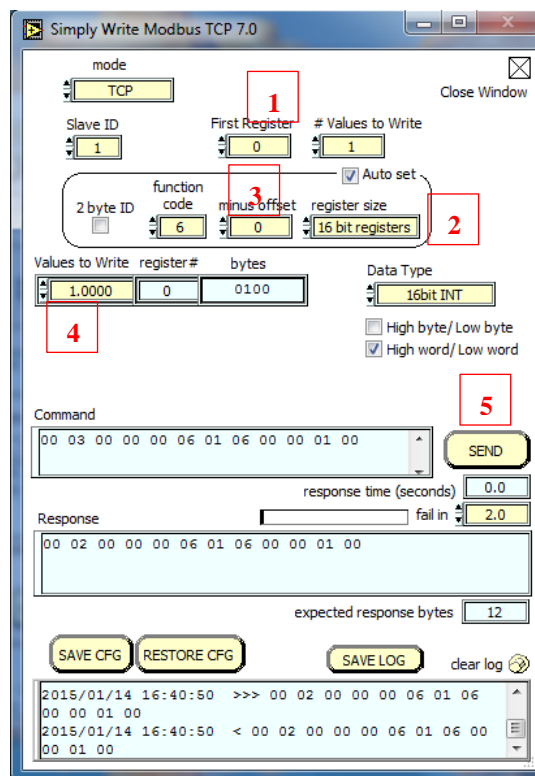 Simply Write Modbus TCP 7.0
mode
TCP
Close Window
1
Slave ID
1
First Register
0
# Values to Write
1
Auto set
3
2 byte ID
function
code
6
minus offset
0
register size
16 bit registers
2
Values to Write
register#
bytes
1.0000
0
0100
4
Data Type
16bit INT
High byte/ Low byte
High word/ Low word
5
Command
00 03 00 00 00 06 01 06 00 00 01 00
SEND
response time (seconds)
0.0
Response
fail in
2.0
00 02 00 00 00 06 01 06 00 00 01 00
expected response bytes
12
SAVE CFG
RESTORE CFG
SAVE LOG
clear log
2015/01/14 16:40:50 >>> 00 02 00 00 00 06 01 06
00 00 01 00
2015/01/14 16:40:50 < 00 02 00 00 00 06 01 06 00
00 01 00